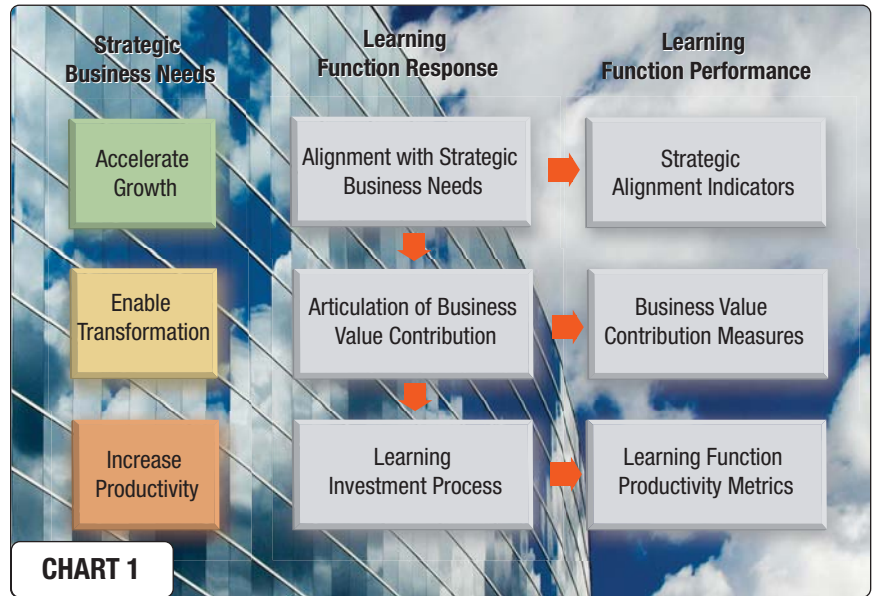 Strategic
Business Needs
Learning
Function Response
Learning
Function Performance
Accelerate
Growth
Alignment with Strategic
Business Needs
Strategic
Alignment Indicators
Enable
Transformation
Articulation of Business
Value Contribution
Business Value
Contribution Measures
Increase
Productivity
Learning
Investment Process
Learning Function
Productivity Metrics
CHART 1